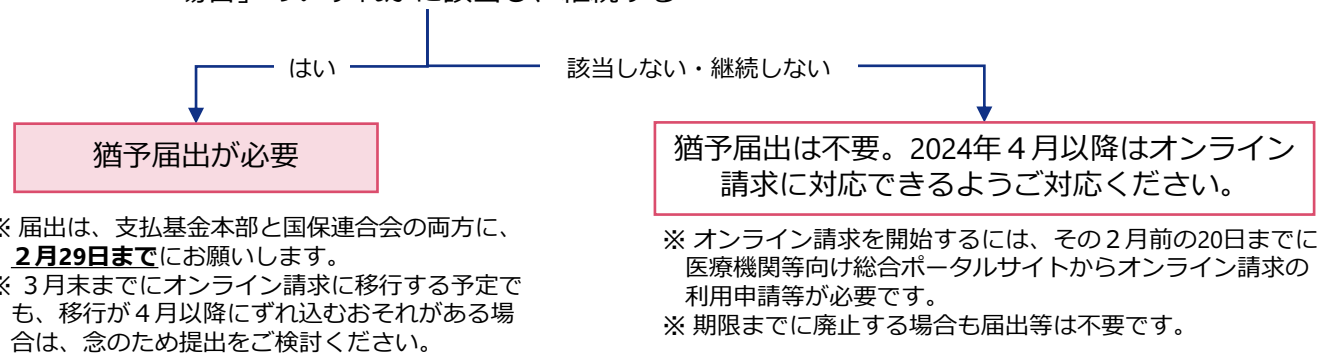 はい
該当しない・継続しない
猶予届出が必要
猶予届出は不要。2024年４月以降はオンライン
請求に対応できるようご対応ください。
※ 届出は、支払基金本部と国保連合会の両方に、
２月29日までにお願いします。
※ ３月末までにオンライン請求に移行する予定で
も、移行が４月以降にずれ込むおそれがある場
合は、念のため提出をご検討ください。
※ オンライン請求を開始するには、その２月前の20日までに
医療機関等向け総合ポータルサイトからオンライン請求の
利用申請等が必要です。
※ 期限までに廃止する場合も届出等は不要です。